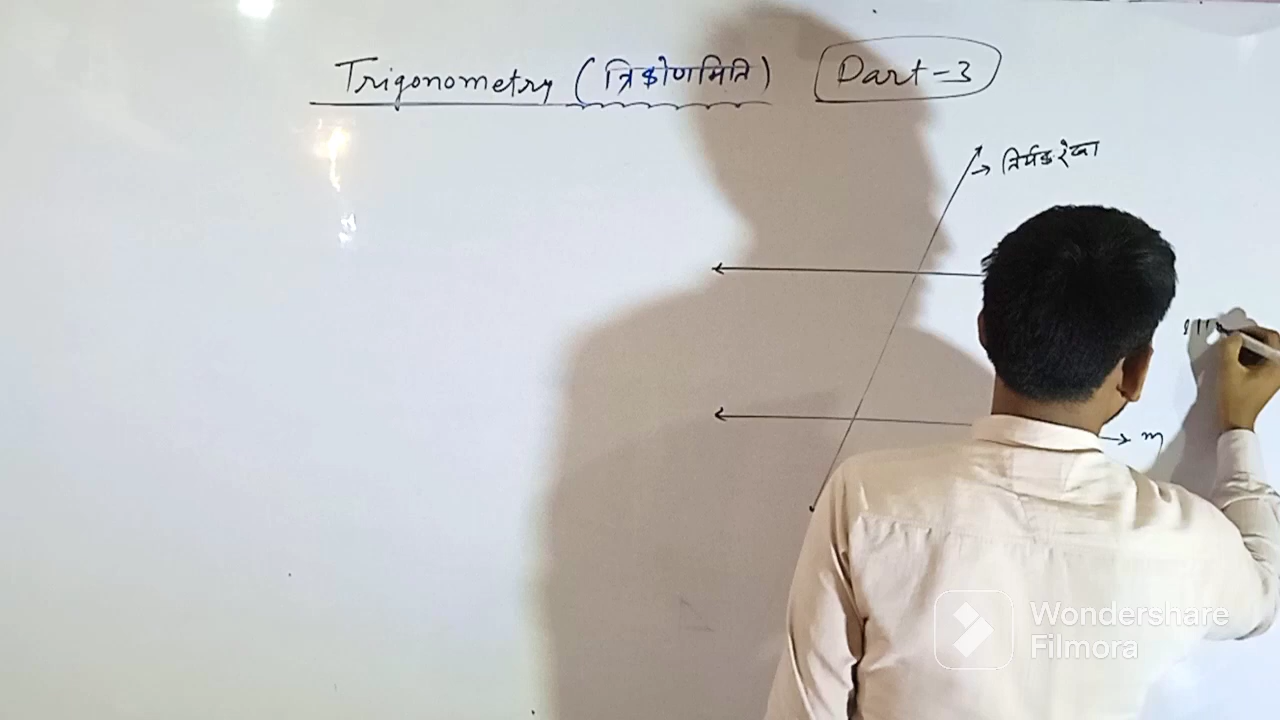 Trigonometry (त्रिकोणमिति) Part-3
→ तिर्यक रेखा
m
Wondershare
Filmora